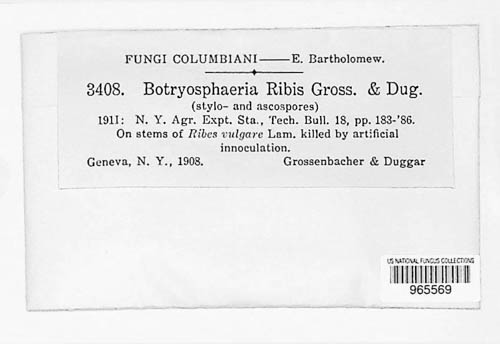 FUNGI COLUMBIANI——E. Bartholomew.
3408. Botryosphaeria Ribis Gross. & Dug.
(stylo- and ascospores)
1911: N. Y. Agr. Expt. Sta., Tech. Bull. 18, pp. 183-'86.
On stems of Ribes vulgare Lam. killed by artificial
innoculation.
Geneva, N. Y., 1908. Grossenbacher & Duggar
US NATIONAL FUNGUS COLLECTIONS
965569